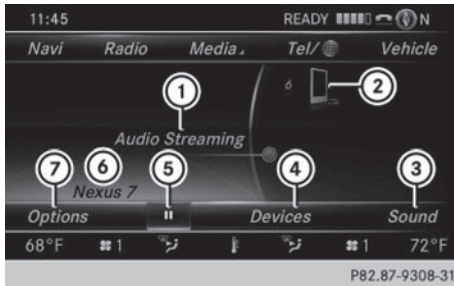 11:45 READY N
Navi Radio Media Tel/ Vehicle
6 2
1
Audio Streaming
7 6 5 4 3
Nexus 7
Options Devices Sound
68°F 1 1 72°F
P82.87-9308-31